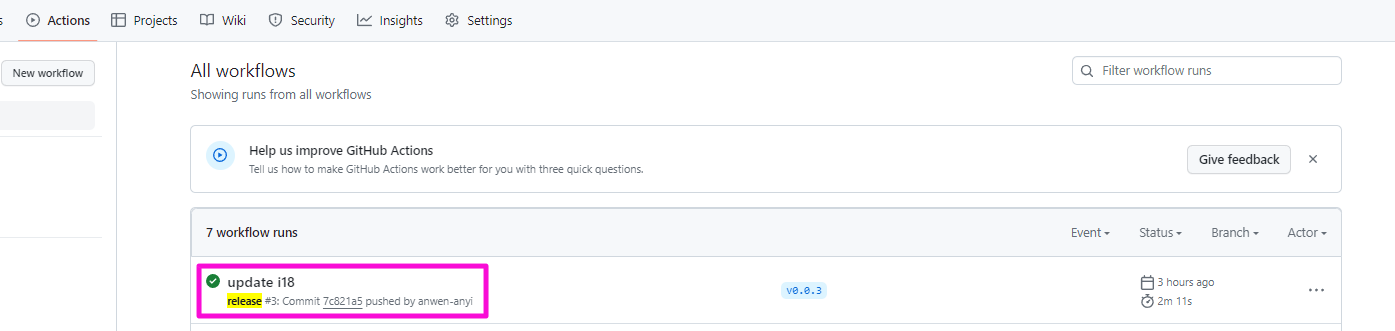 s Actions Projects Wiki Security Insights Settings
New workflow
All workflows
Filter workflow runs
Showing runs from all workflows
Help us improve GitHub Actions
Tell us how to make GitHub Actions work better for you with three quick questions.
Give feedback
7 workflow runs
Event Status Branch Actor
update i18
release #3: Commit 7c821a5 pushed by anwen-anyi
v0.0.3
3 hours ago
2m 11s